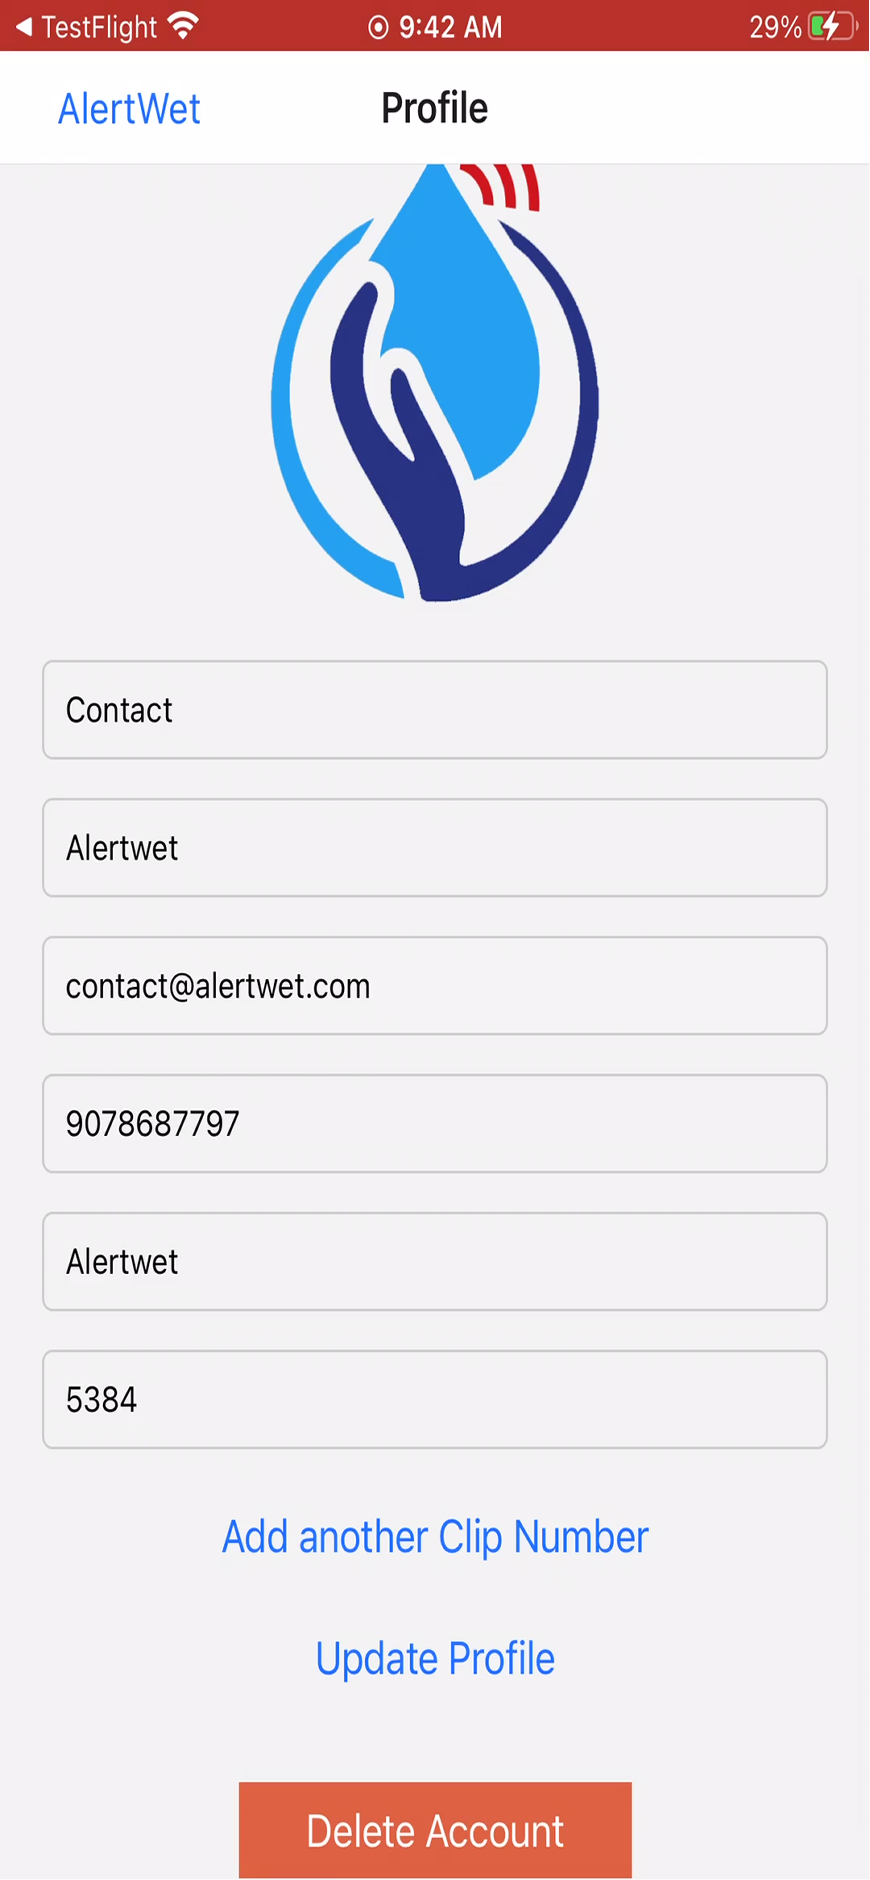 TestFlight 9:42 AM 29%
AlertWet Profile
Contact
Alertwet
contact@alertwet.com
9078687797
Alertwet
5384
Add another Clip Number
Update Profile
Delete Account